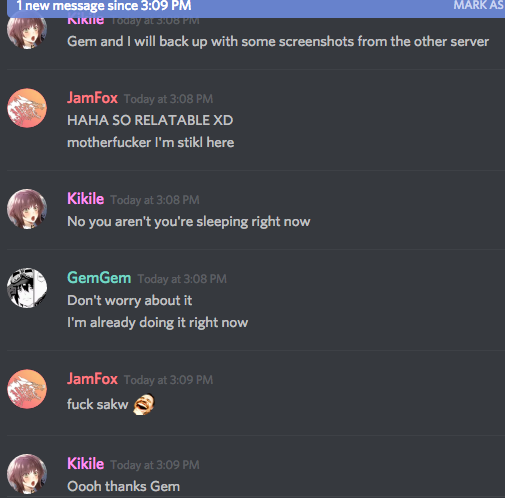 1 new message since 3:09 PM
MARK AS
Kikile Today at 3:08 PM
Gem and I will back up with some screenshots from the other server
JamFox Today at 3:08 PM
HAHA SO RELATABLE XD
motherfucker I'm stikl here
Kikile Today at 3:08 PM
No you aren't you're sleeping right now
GemGem Today at 3:08 PM
Don't worry about it
I'm already doing it right now
JamFox Today at 3:09 PM
fuck sakw
Kikile Today at 3:09 PM
Oooh thanks Gem